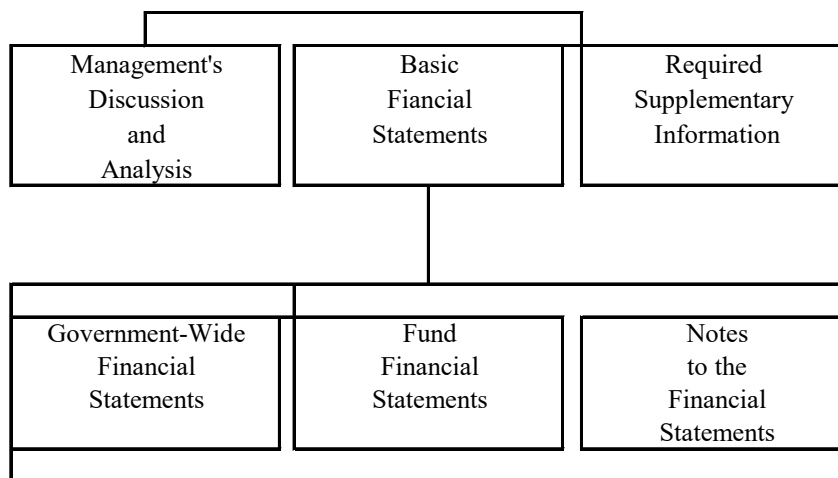 Management's
Discussion
and
Analysis
Basic
Fiancial
Statements
Required
Supplementary
Information
Government-Wide
Financial
Statements
Fund
Financial
Statements
Notes
to the
Financial
Statements